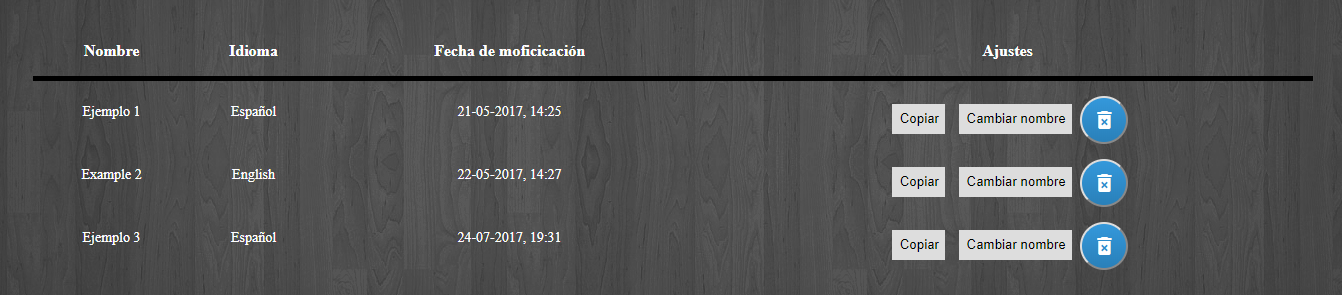 Nombre Idioma Fecha de moficicación Ajustes
Ejemplo 1 Español 21-05-2017, 14:25 Copiar Cambiar nombre
Example 2 English 22-05-2017, 14:27 Copiar Cambiar nombre
Ejemplo 3 Español 24-07-2017, 19:31 Copiar Cambiar nombre